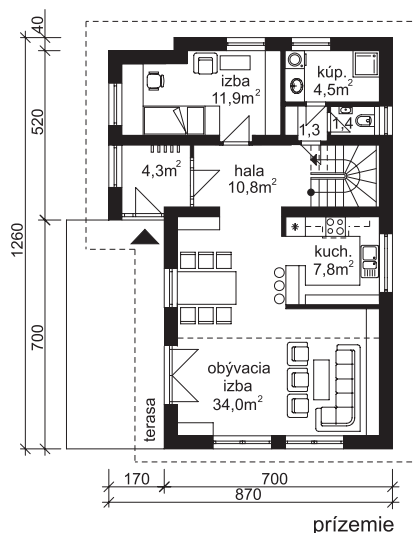 40
520
1260
700
izba
11,9m²
kúp.
4,5m²
1,3
1,4
4,3m²
hala
10,8m²
kuch.
7,8m²
obývacia
izba
34,0m²
terasa
170
700
870
prízemie